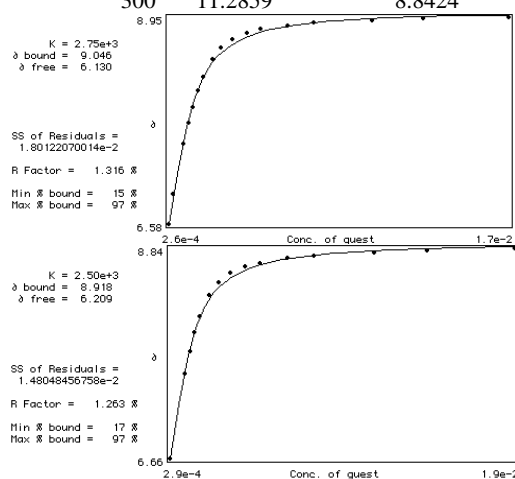 300 11.2859 8.8424
8.95
K = 2.75e+3
∂ bound = 9.046
∂ free = 6.130
∂
SS of Residuals =
1.80122070014e-2
R Factor = 1.316 %
Min % bound = 15 %
Max % bound = 97 %
6.58
2.6e-4 Conc. of guest 1.7e-2
8.84
K = 2.50e+3
∂ bound = 8.918
∂ free = 6.209
∂
SS of Residuals =
1.48048456758e-2
R Factor = 1.263 %
Min % bound = 17 %
Max % bound = 97 %
6.66
2.9e-4 Conc. of guest 1.9e-2